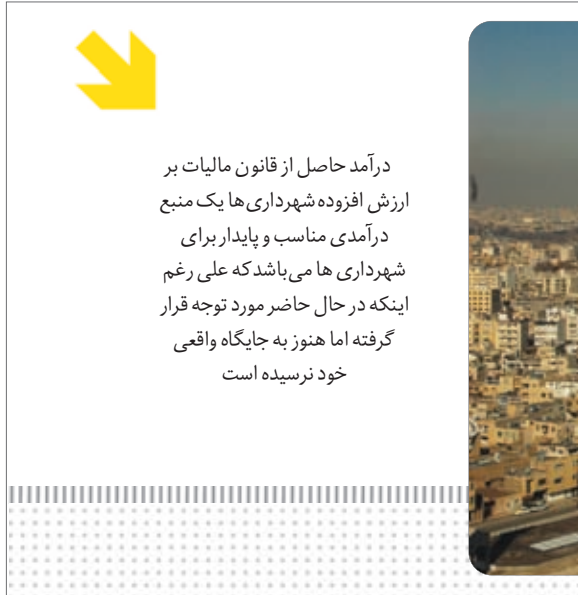 درآمد حاصل از قانون مالیات بر
ارزش افزوده شهرداری‌ها یک منبع
درآمدی مناسب و پایدار برای
شهرداری ها می‌باشد که علی رغم
اینکه در حال حاضر مورد توجه قرار
گرفته اما هنوز به جایگاه واقعی
خود نرسیده است